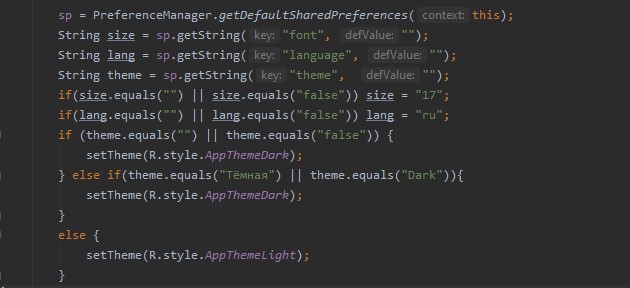 sp = PreferenceManager.getDefaultSharedPreferences( context: this);
String size = sp.getString( key: "font", defValue: "");
String lang = sp.getString( key: "language", defValue: "");
String theme = sp.getString( key: "theme", defValue: "");
if(size.equals("") || size.equals("false")) size = "17";
if(lang.equals("") || lang.equals("false")) lang = "ru";
if (theme.equals("") || theme.equals("false")) {
setTheme(R.style.AppThemeDark);
} else if(theme.equals("Тёмная") || theme.equals("Dark")){
setTheme(R.style.AppThemeDark);
}
else {
setTheme(R.style.AppThemeLight);
}